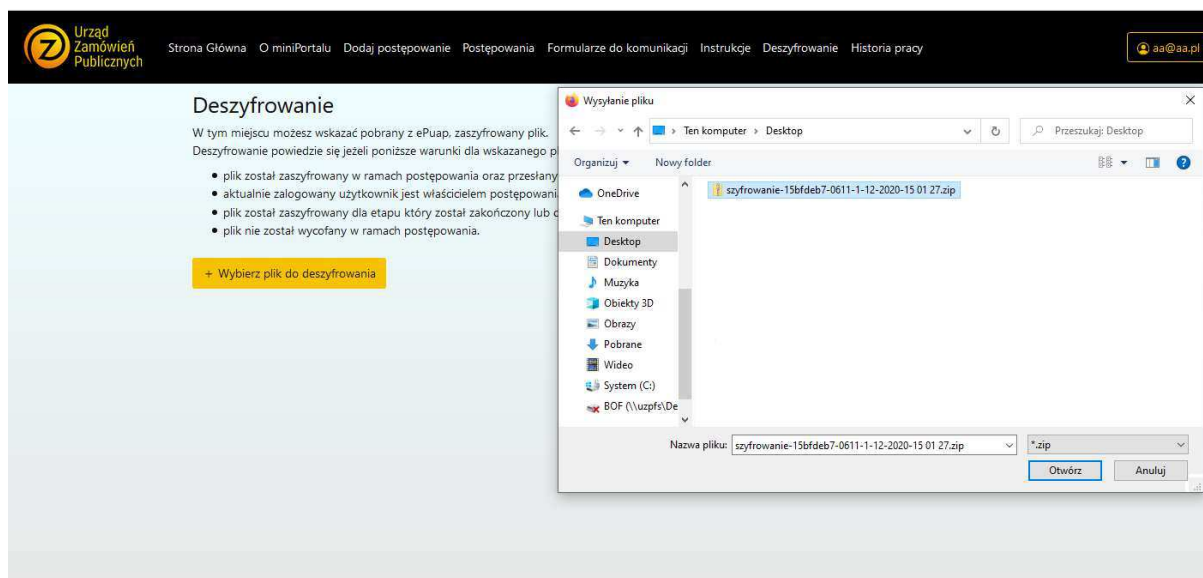 Urząd
Zamówień
Publicznych
Strona Główna O miniPortalu Dodaj postępowanie Postępowania Formularze do komunikacji Instrukcje Deszyfrowanie Historia pracy
aa@aa.pl
Deszyfrowanie
W tym miejscu możesz wskazać pobrany z ePuap, zaszyfrowany plik.
Deszyfrowanie powiedzie się jeżeli poniższe warunki dla wskazanego
• plik został zaszyfrowany w ramach postępowania oraz przesłany
• aktualnie zalogowany użytkownik jest właścicielem
• plik został zaszyfrowany dla etapu który został zakończony lub
• plik nie został wycofany w ramach postępowania.
+ Wybierz plik do deszyfrowania
Wysyłanie pliku
Ten komputer › Desktop
Przeszukaj: Desktop
Organizuj Nowy folder
OneDrive
Ten komputer
Desktop
Dokumenty
Muzyka
Obiekty 3D
Obrazy
Pobrane
Wideo
System (C:)
BOF (\\uzpfs\De
szyfrowanie-15bfdeb7-0611-1-12-2020-15 01 27.zip
Nazwa pliku: szyfrowanie-15bfdeb7-0611-1-12-2020-15 01 27.zip
*.zip
Otwórz Anuluj